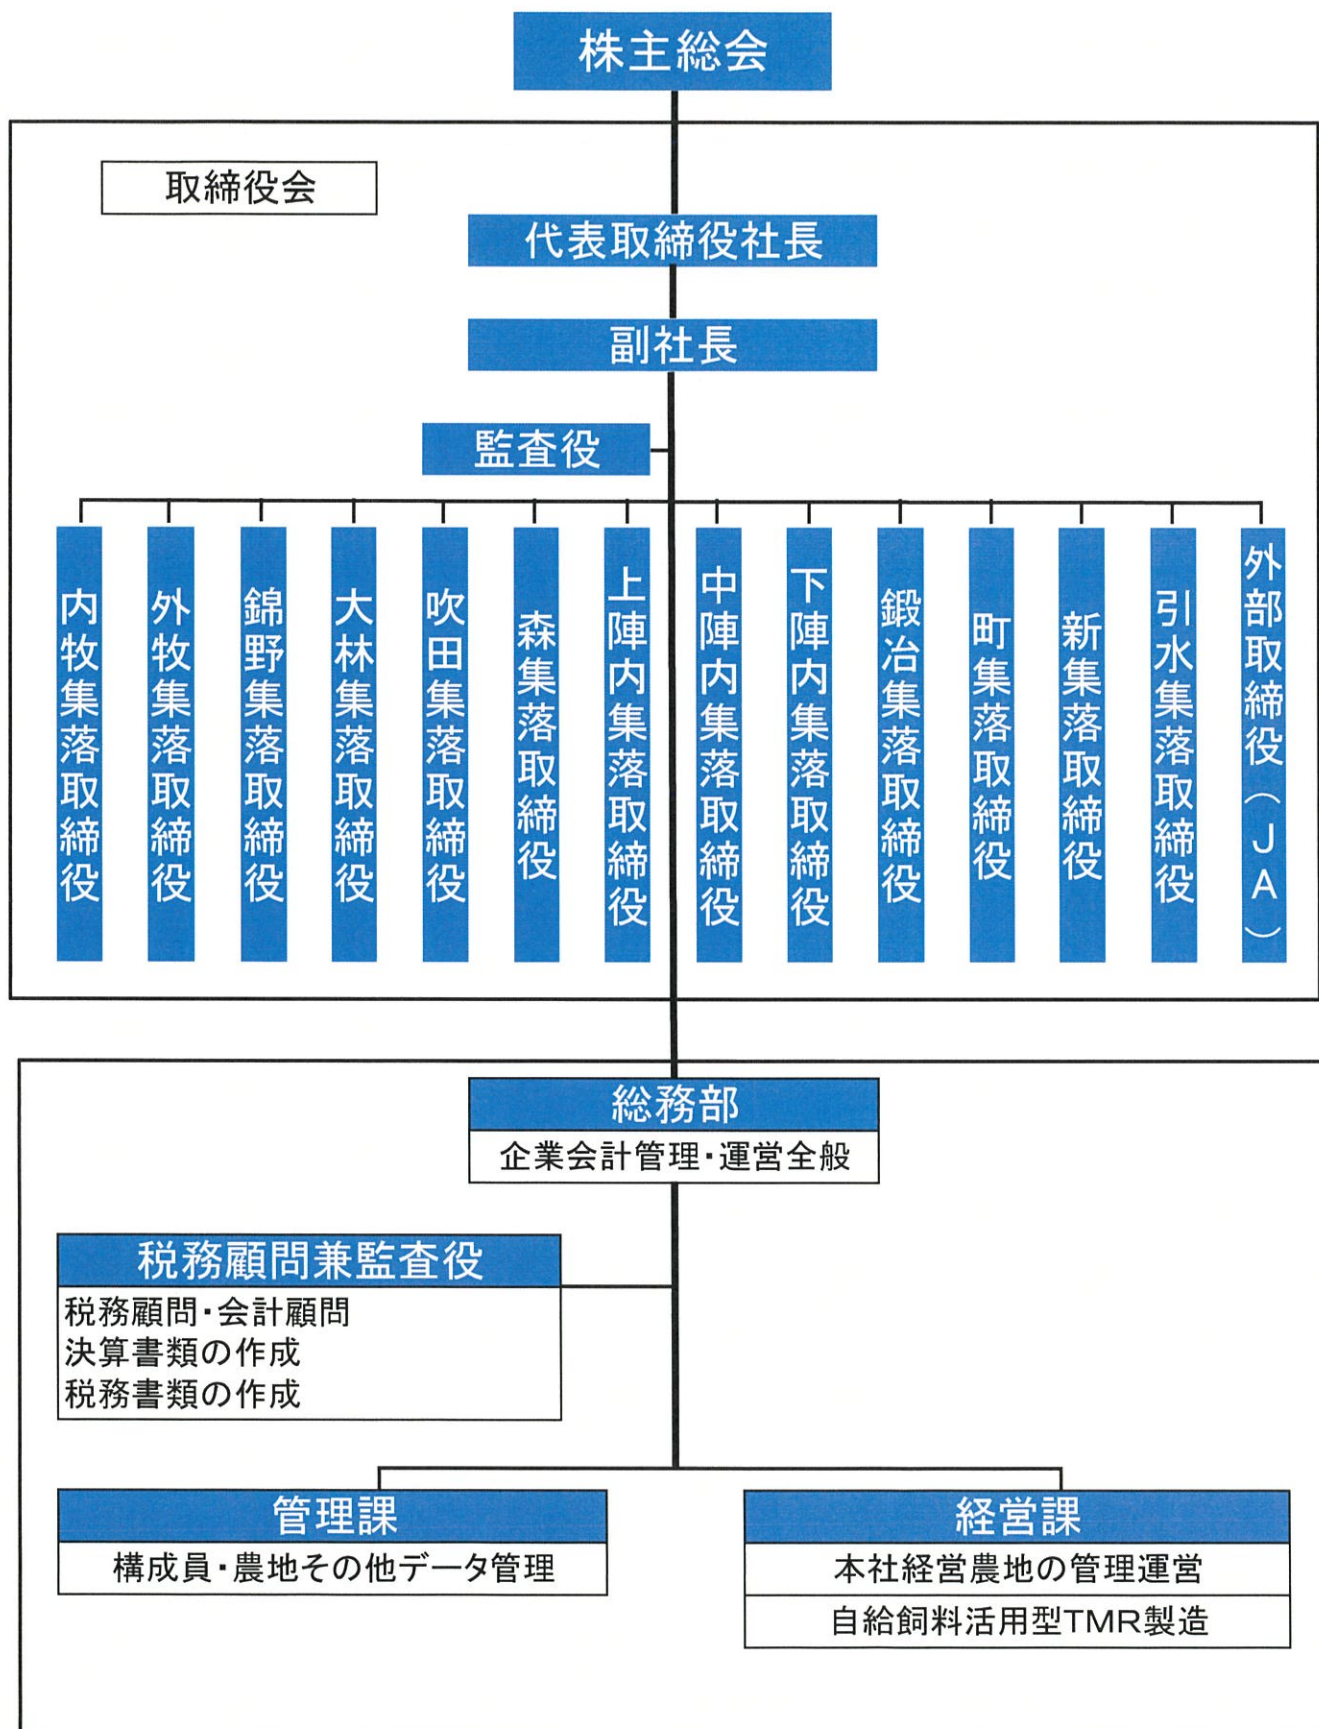 株主総会
取締役会
代表取締役社長
副社長
監査役
内牧集落取締役
外牧集落取締役
錦野集落取締役
大林集落取締役
吹田集落取締役
森集落取締役
上陣内集落取締役
中陣内集落取締役
下陣内集落取締役
鍛冶集落取締役
町集落取締役
新集落取締役
引水集落取締役
外部取締役(JA)
総務部
企業会計管理・運営全般
税務顧問兼監査役
税務顧問・会計顧問
決算書類の作成
税務書類の作成
管理課
構成員・農地その他データ管理
経営課
本社経営農地の管理運営
自給飼料活用型TMR製造